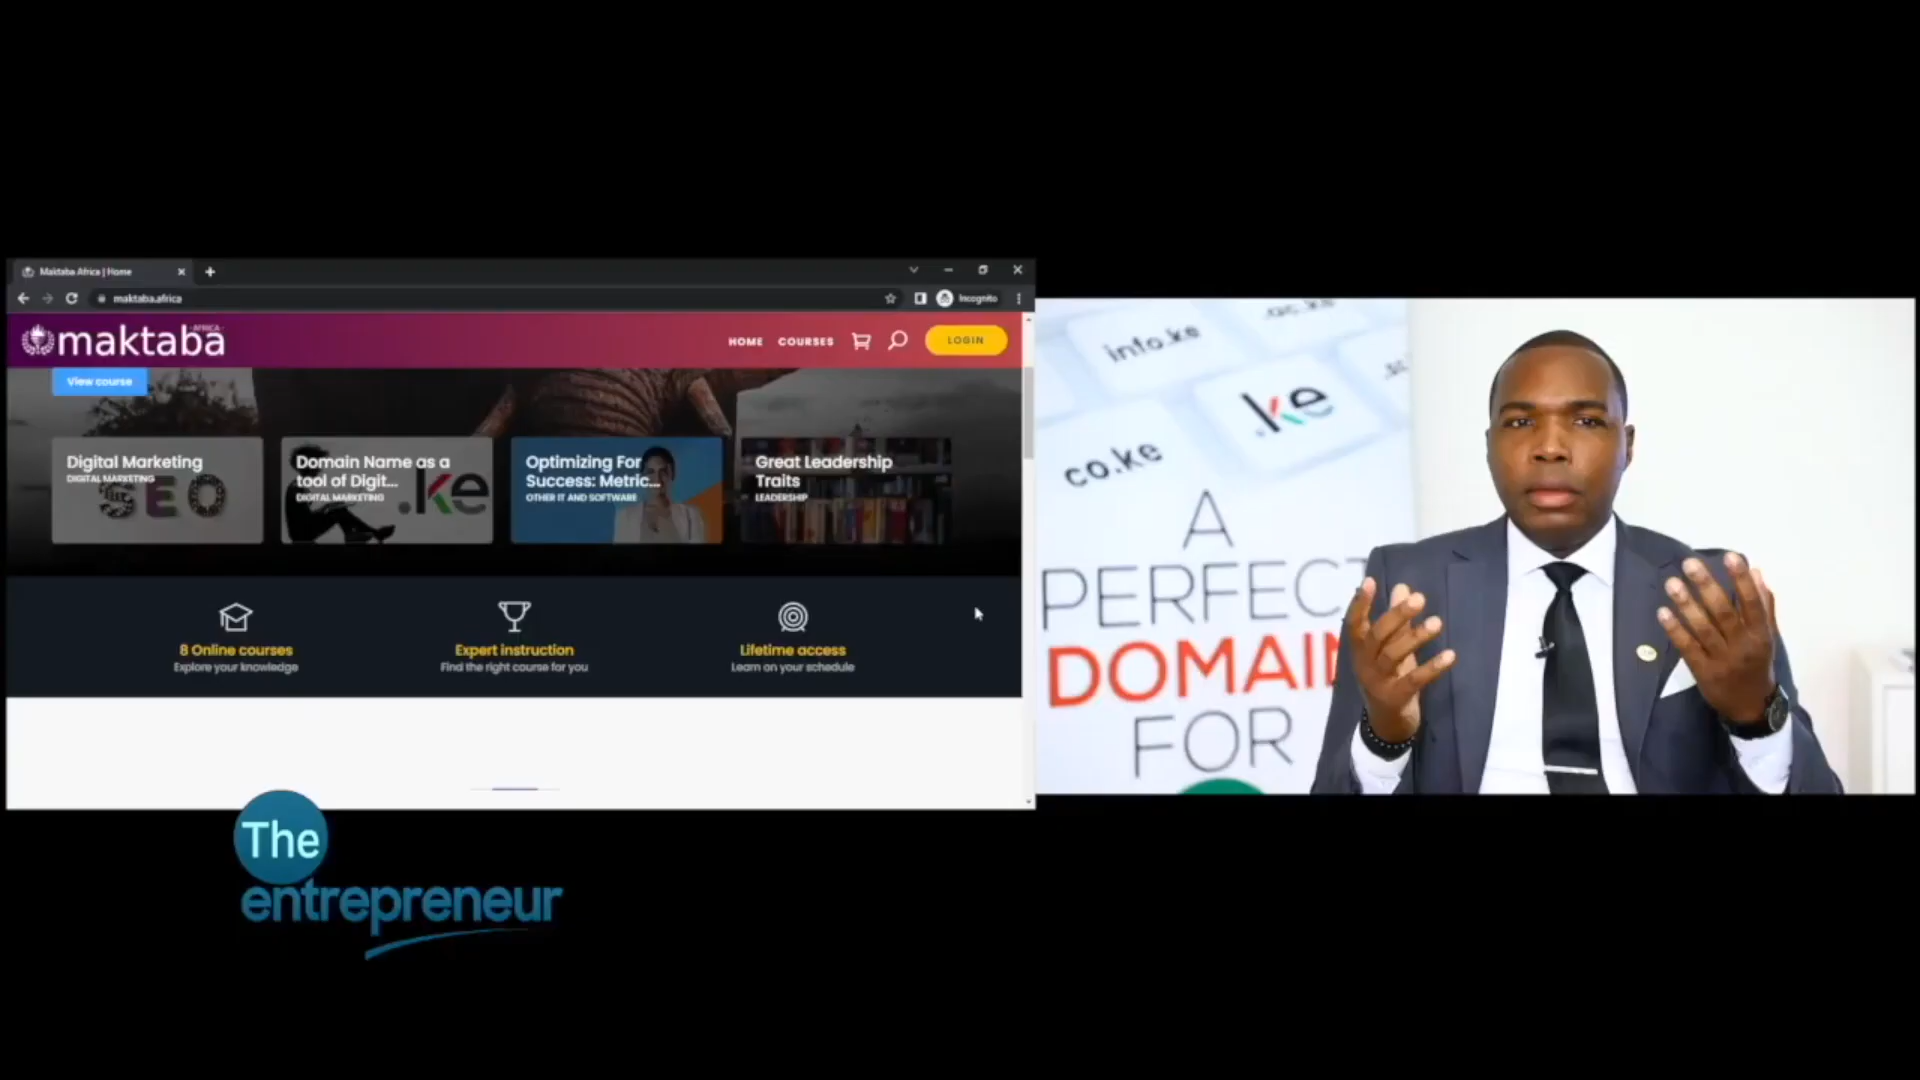 Maktaba Africa | Home
maktaba.africa
Incognito
AFRICA
maktaba
HOME
COURSES
LOGIN
View course
Digital Marketing
DIGITAL MARKETING
SEO
Domain Name as a
tool of Digit...
DIGITAL MARKETING
.ke
Optimizing For
Success: Metric...
OTHER IT AND SOFTWARE
Great Leadership
Traits
LEADERSHIP
8 Online courses
Explore your knowledge
Expert instruction
Find the right course for you
Lifetime access
Learn on your schedule
info.ke
.ke
co.ke
A
PERFECT
DOMAIN
FOR
The
entrepreneur